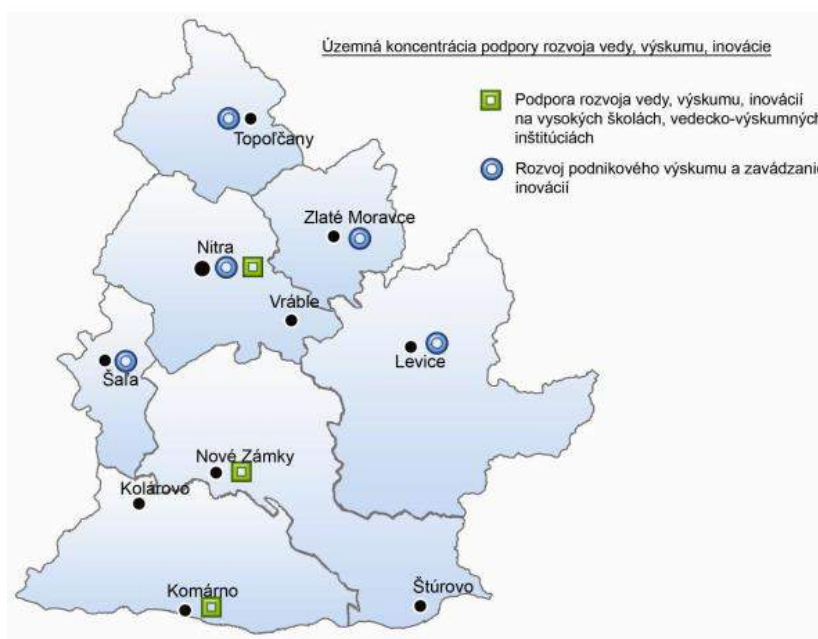 Územná koncentrácia podpory rozvoja vedy, výskumu, inovácie
Podpora rozvoja vedy, výskumu, inovácií
na vysokých školách, vedecko-výskumných
inštitúciách
Rozvoj podnikového výskumu a zavádzanie
inovácií
Topoľčany
Zlaté Moravce
Nitra
Vráble
Levice
Šaľa
Nové Zámky
Kolárovo
Komárno
Štúrovo